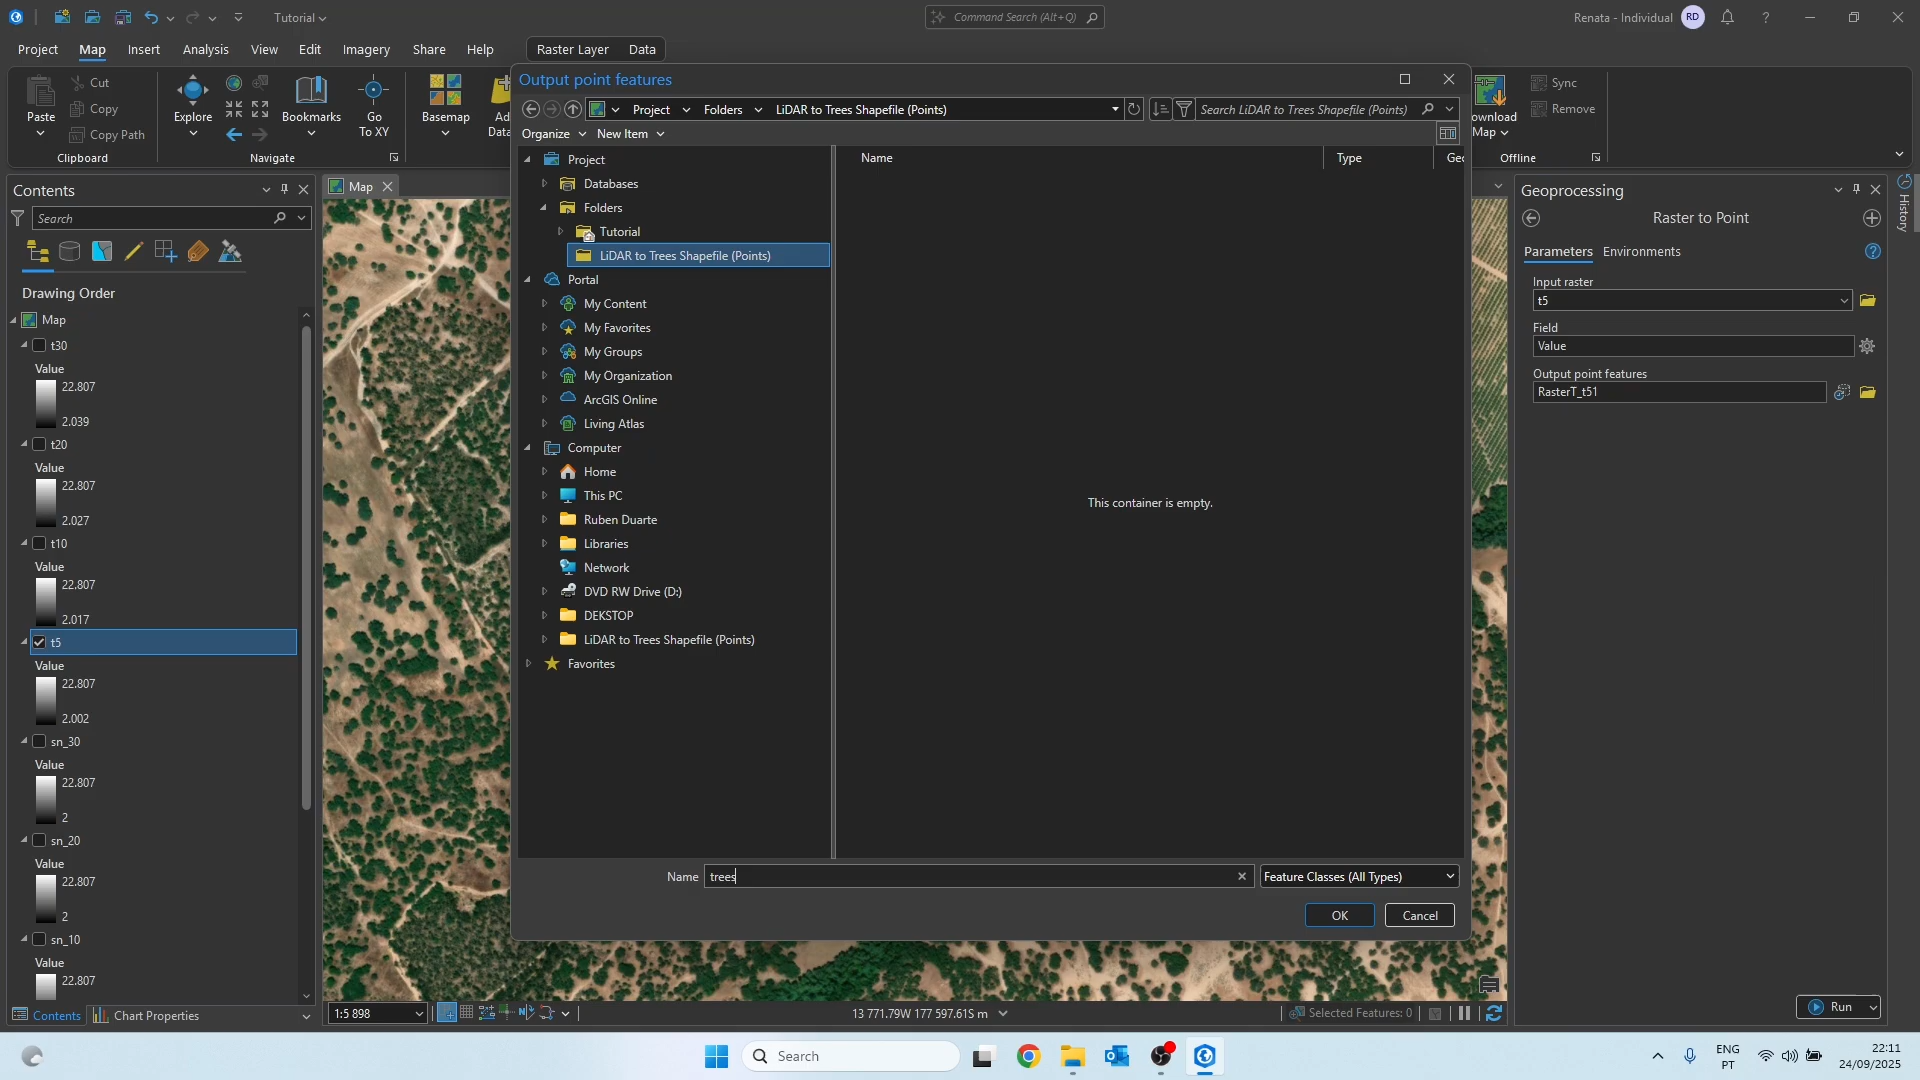 Tutorial
Command Search (Alt+Q)
Renata - Individual
RD
Project
Map
Insert
Analysis
View
Edit
Imagery
Share
Help
Raster Layer
Data
Paste
Cut
Copy
Copy Path
Clipboard
Explore
Bookmarks
Go
To XY
Navigate
Basemap
Ad
Data
Output point features
Project
Folders
LiDAR to Trees Shapefile (Points)
Search LiDAR to Trees Shapefile (Points)
Organize
New Item
Name
Type
Geo
Project
Databases
Folders
Tutorial
LiDAR to Trees Shapefile (Points)
Portal
My Content
My Favorites
My Groups
My Organization
ArcGIS Online
Living Atlas
Computer
Home
This PC
Ruben Duarte
Libraries
Network
DVD RW Drive (D:)
DEKSTOP
LiDAR to Trees Shapefile (Points)
Favorites
This container is empty.
Name
trees
Feature Classes (All Types)
OK
Cancel
ownload
Map
Sync
Remove
Offline
Contents
Search
Drawing Order
Map
t30
Value
22.807
2.039
t20
Value
22.807
2.027
t10
Value
22.807
2.017
t5
Value
22.807
2.002
sn_30
Value
22.807
2
sn_20
Value
22.807
2
sn_10
Value
22.807
Contents
Chart Properties
Map
1:5 898
13 771.79W 177 597.61S m
Selected Features: 0
Geoprocessing
Raster to Point
Parameters
Environments
Input raster
t5
Field
Value
Output point features
RasterT_t51
Run
History
Search
ENG
PT
22:11
24/09/2025